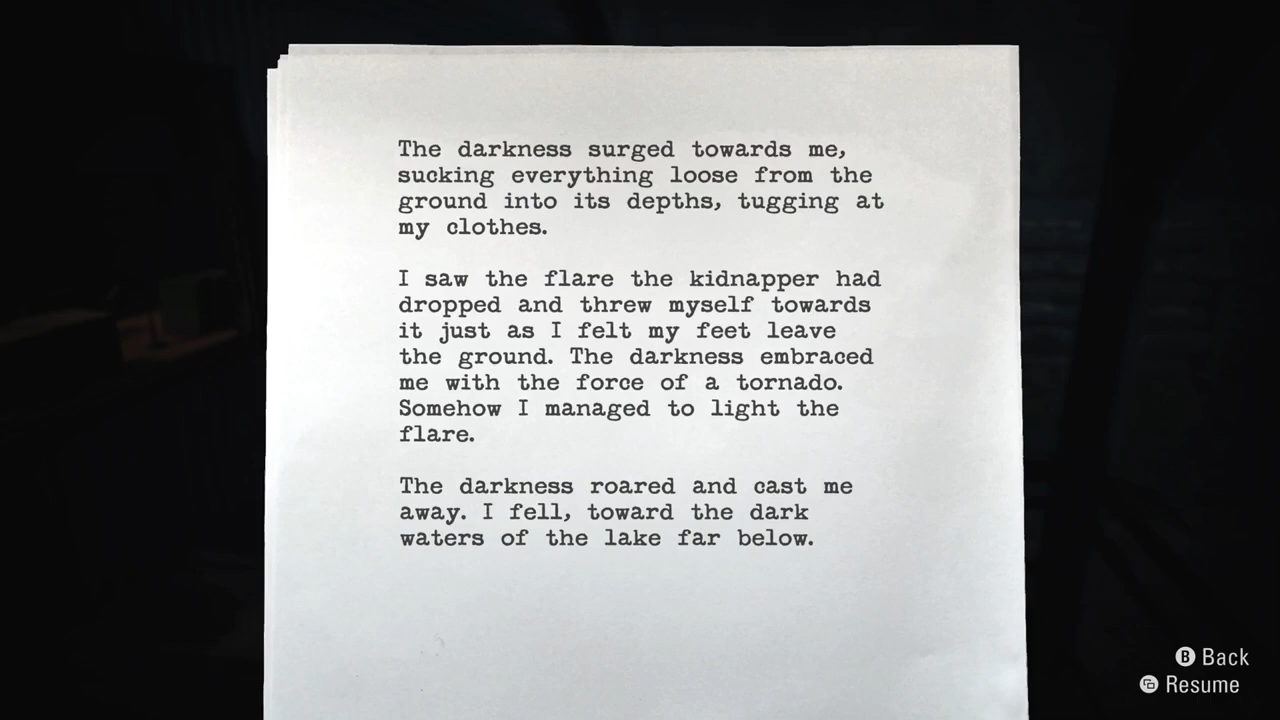 The darkness surged towards me,
sucking everything loose from the
ground into its depths, tugging at
my clothes.
I saw the flare the kidnapper had
dropped and threw myself towards
it just as I felt my feet leave
the ground. The darkness embraced
me with the force of a tornado.
Somehow I managed to light the
flare.
The darkness roared and cast me
away. I fell, toward the dark
waters of the lake far below.
B Back
Resume